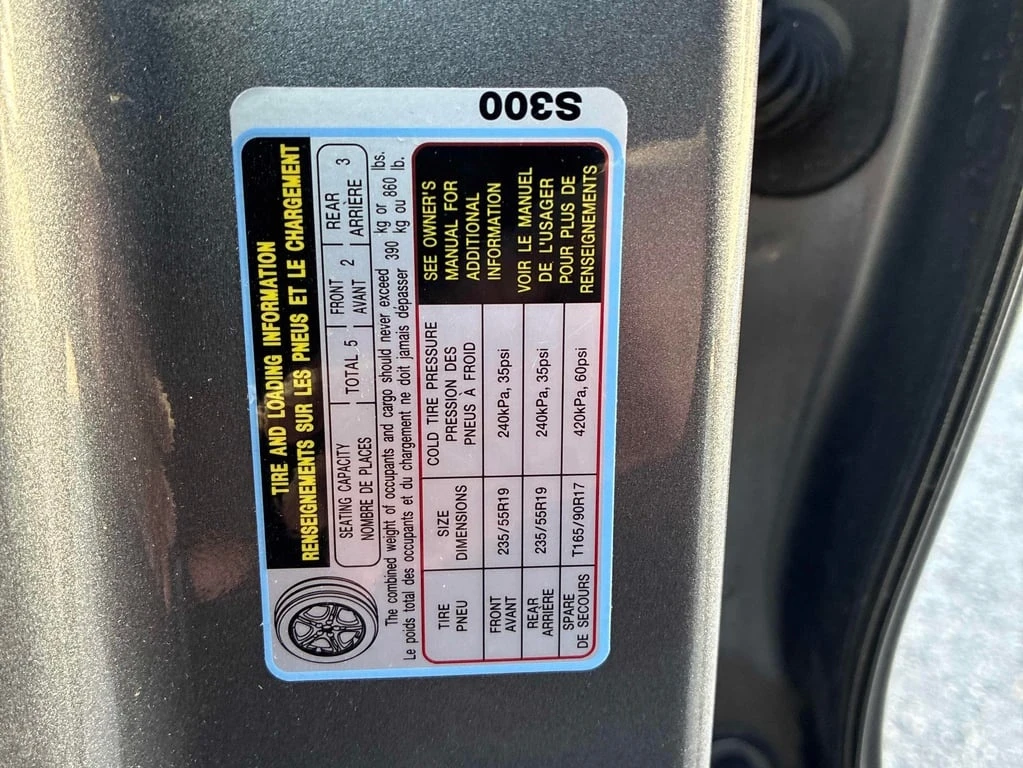 S300
TIRE AND LOADING INFORMATION
RENSEIGNEMENTS SUR LES PNEUS ET LE CHARGEMENT
SEATING CAPACITY
NOMBRE DE PLACES
TOTAL 5
FRONT
AVANT 2
REAR
ARRIÈRE 3
The combined weight of occupants and cargo should never exceed 390 kg or 860 lbs.
Le poids total des occupants et du chargement ne doit jamais dépasser 390 kg ou 860 lb.
TIRE
PNEU
SIZE
DIMENSIONS
COLD TIRE PRESSURE
PRESSION DES
PNEUS À FROID
FRONT
AVANT
235/55R19
240kPa, 35psi
REAR
ARRIÈRE
235/55R19
240kPa, 35psi
SPARE
DE SECOURS
T165/90R17
420kPa, 60psi
SEE OWNER'S
MANUAL FOR
ADDITIONAL
INFORMATION
VOIR LE MANUEL
DE L'USAGER
POUR PLUS DE
RENSEIGNEMENTS